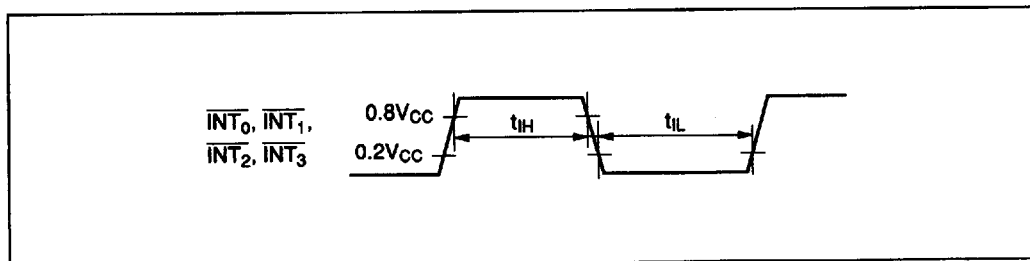 INT0, INT1,
INT2, INT3
0.8VCC
0.2VCC
tIH
tIL